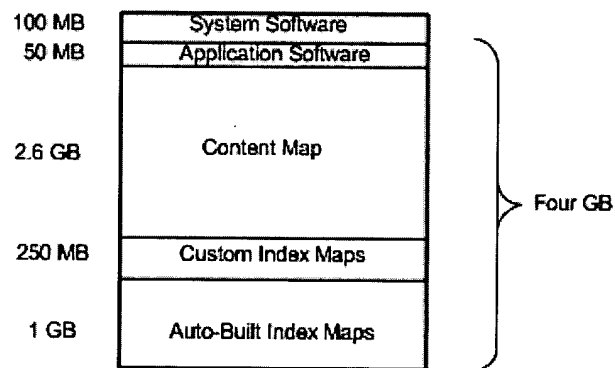 100 MB System Software
50 MB Application Software
2.6 GB Content Map
Four GB
250 MB Custom Index Maps
1 GB Auto-Built Index Maps